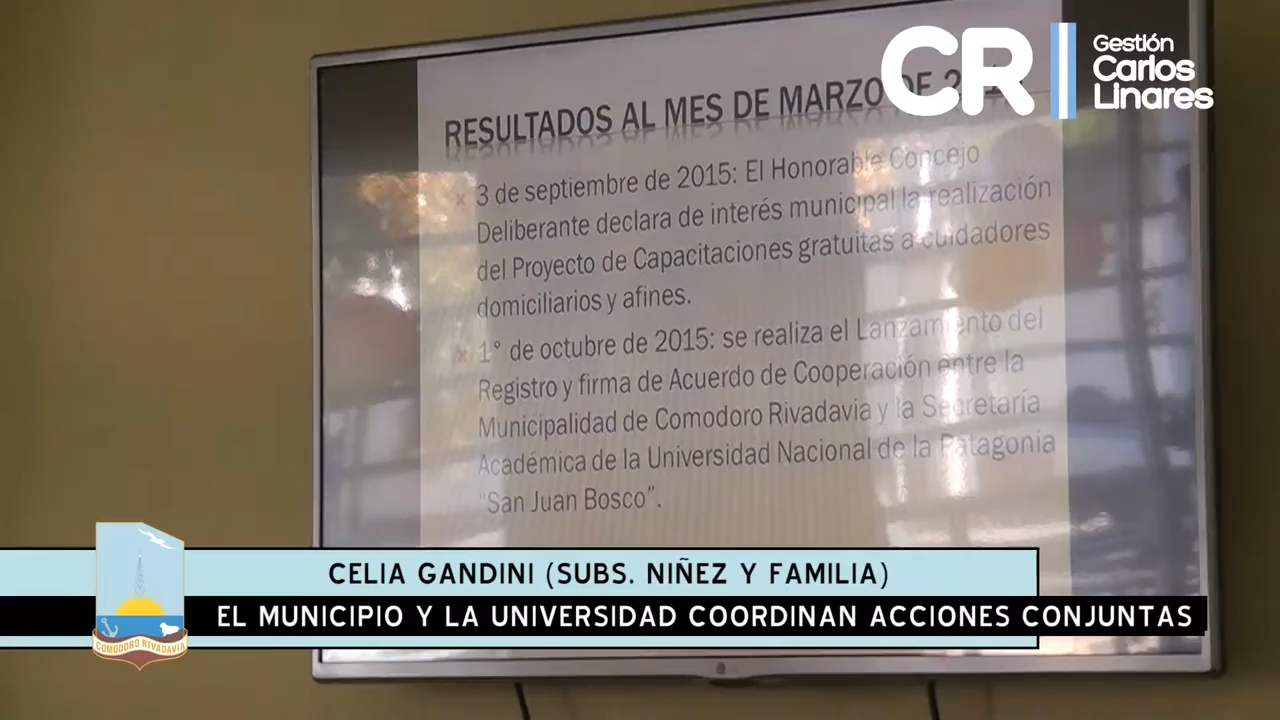 CR
Gestión
Carlos
Linares
RESULTADOS AL MES DE MARZO DE
3 de septiembre de 2015: El Honorable Concejo
Deliberante declara de interés municipal la realización
del Proyecto de Capacitaciones gratuitas a cuidadores
domiciliarios y afines.
1° de octubre de 2015: se realiza el Lanzamiento del
Registro y firma de Acuerdo de Cooperación entre la
Municipalidad de Comodoro Rivadavia y la Secretaría
Académica de la Universidad Nacional de la Patagonia
“San Juan Bosco”.
CELIA GANDINI (SUBS. NIÑEZ Y FAMILIA)
EL MUNICIPIO Y LA UNIVERSIDAD COORDINAN ACCIONES CONJUNTAS
COMODORO RIVADAVIA